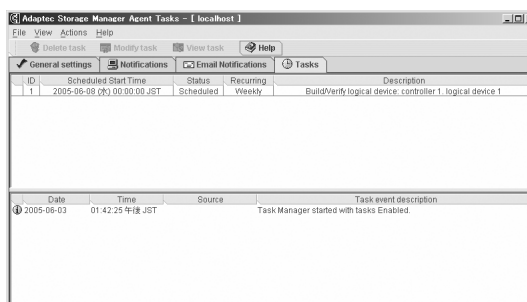 Adaptec Storage Manager Agent Tasks - [ localhost ]
File View Actions Help
Delete task Modify task View task Help
General settings Notifications Email Notifications Tasks
ID Scheduled Start Time Status Recurring Description
1 2005-06-08 (水) 00:00:00 JST Scheduled Weekly Build/Verify logical device: controller 1. logical device 1
Date Time Source Task event description
2005-06-03 01:42:25 午後 JST Task Manager started with tasks Enabled.